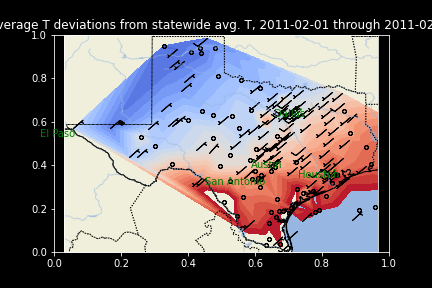 verage T deviations from statewide avg. T, 2011-02-01 through 2011-02
1.0
0.8
0.6
0.4
0.2
0.0
0.0 0.2 0.4 0.6 0.8 1.0
El Paso
Austin
San Antonio
Houston